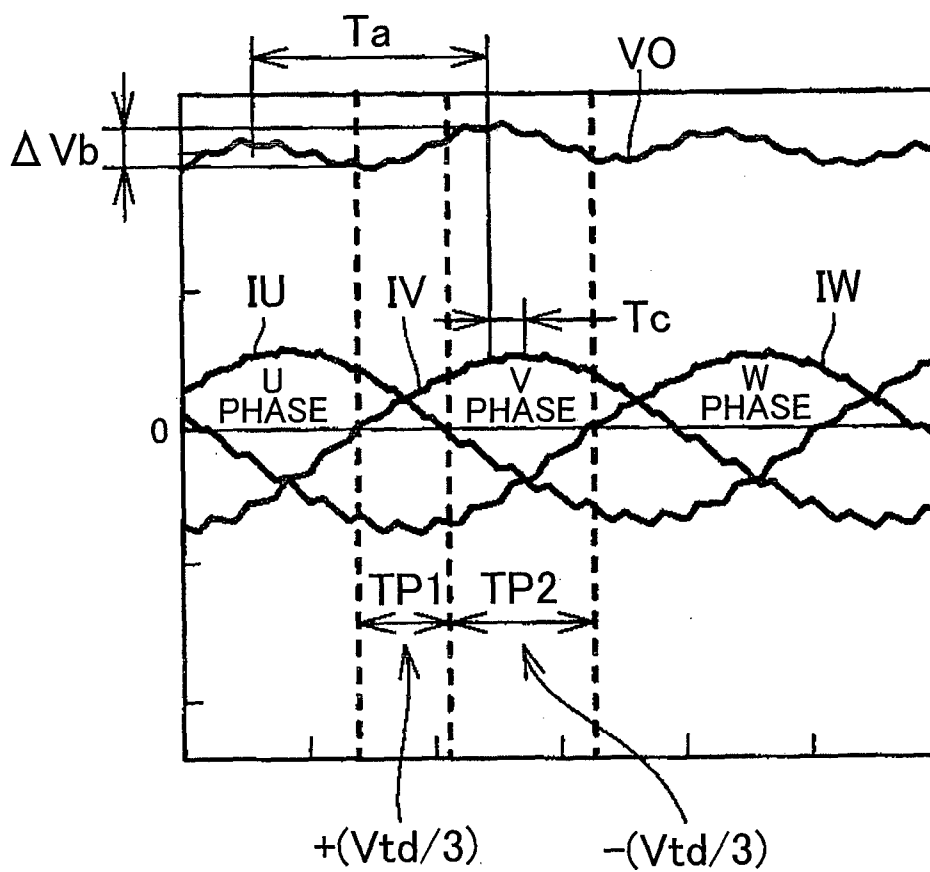 Ta
VO
ΔVb
IU
IV
IW
Tc
U
PHASE
V
PHASE
W
PHASE
0
TP1
TP2
+(Vtd/3)
-(Vtd/3)